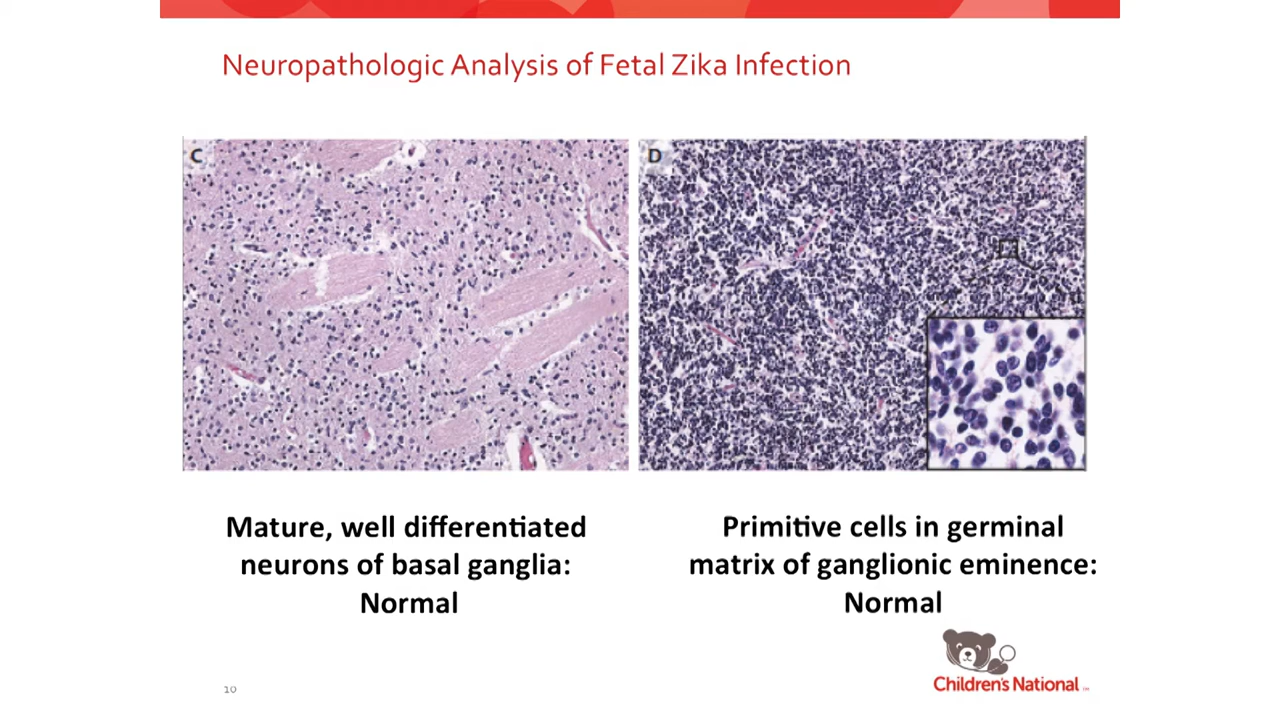 Neuropathologic Analysis of Fetal Zika Infection
C
D
Mature, well differentiated
neurons of basal ganglia:
Normal
Primitive cells in germinal
matrix of ganglionic eminence:
Normal
Children's National
10